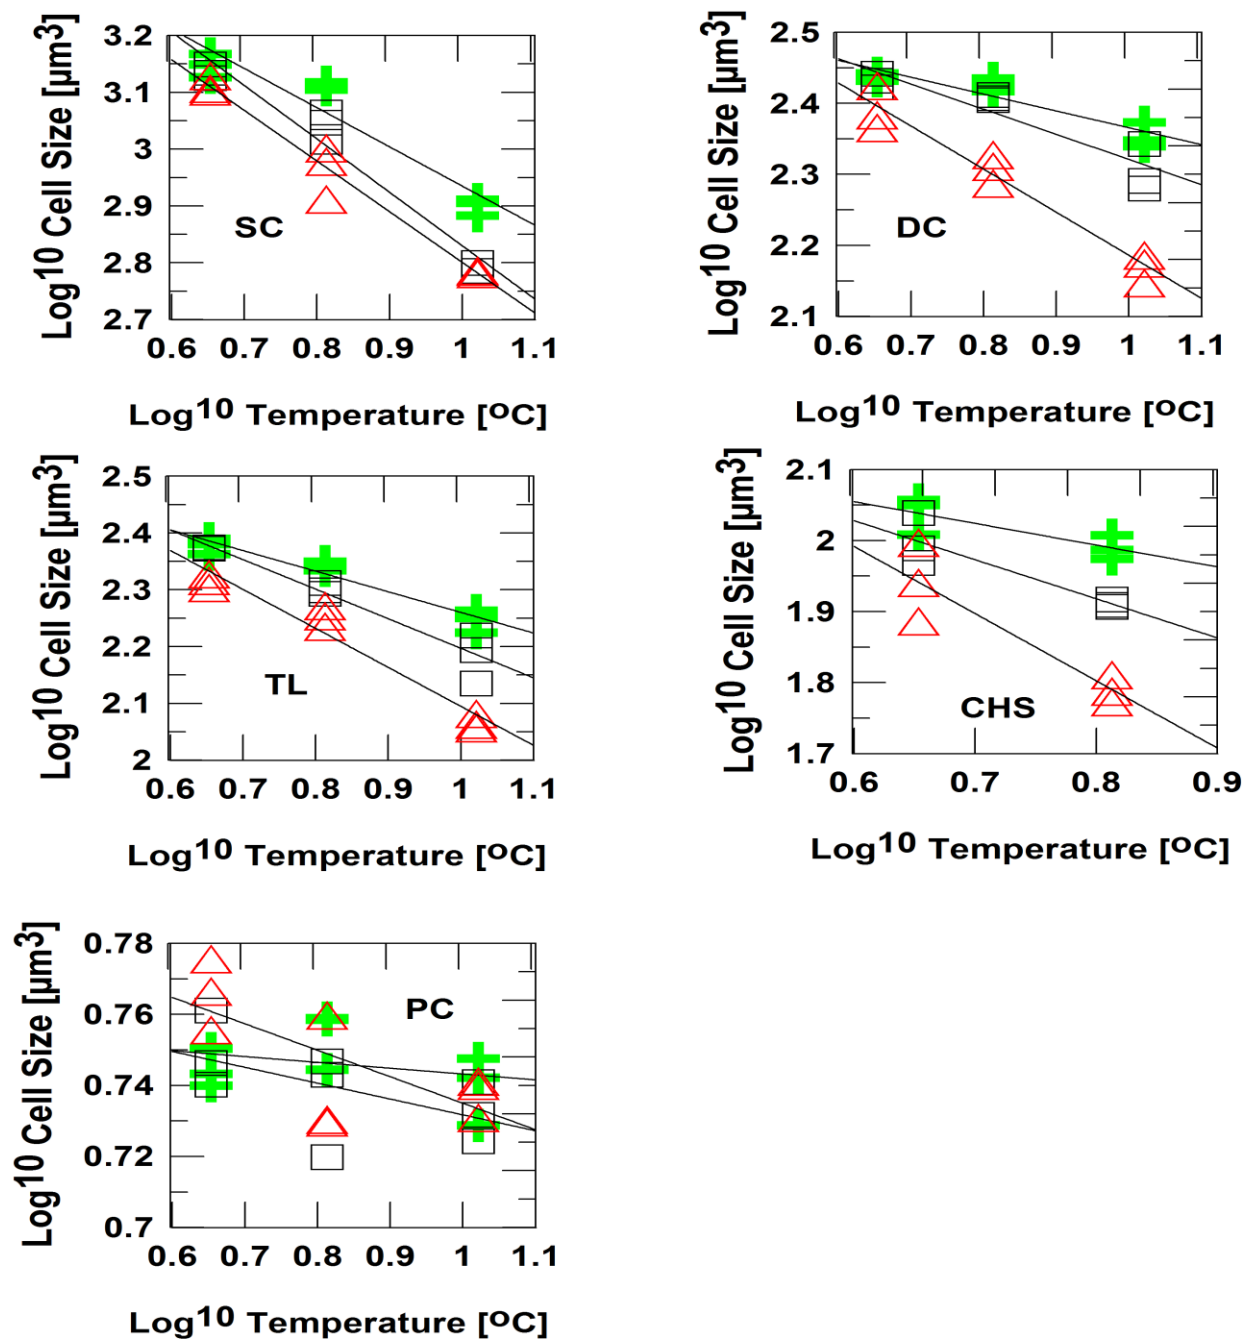 Log10 Cell Size [µm3]
3.2
3.1
3
2.9
2.8
2.7
SC
0.6 0.7 0.8 0.9 1 1.1
Log10 Temperature [oC]
Log10 Cell Size [µm3]
2.5
2.4
2.3
2.2
2.1
DC
0.6 0.7 0.8 0.9 1 1.1
Log10 Temperature [oC]
Log10 Cell Size [µm3]
2.5
2.4
2.3
2.2
2.1
2
TL
0.6 0.7 0.8 0.9 1 1.1
Log10 Temperature [oC]
Log10 Cell Size [µm3]
2.1
2
1.9
1.8
1.7
CHS
0.6 0.7 0.8 0.9
Log10 Temperature [oC]
Log10 Cell Size [µm3]
0.78
0.76
0.74
0.72
0.7
PC
0.6 0.7 0.8 0.9 1 1.1
Log10 Temperature [oC]